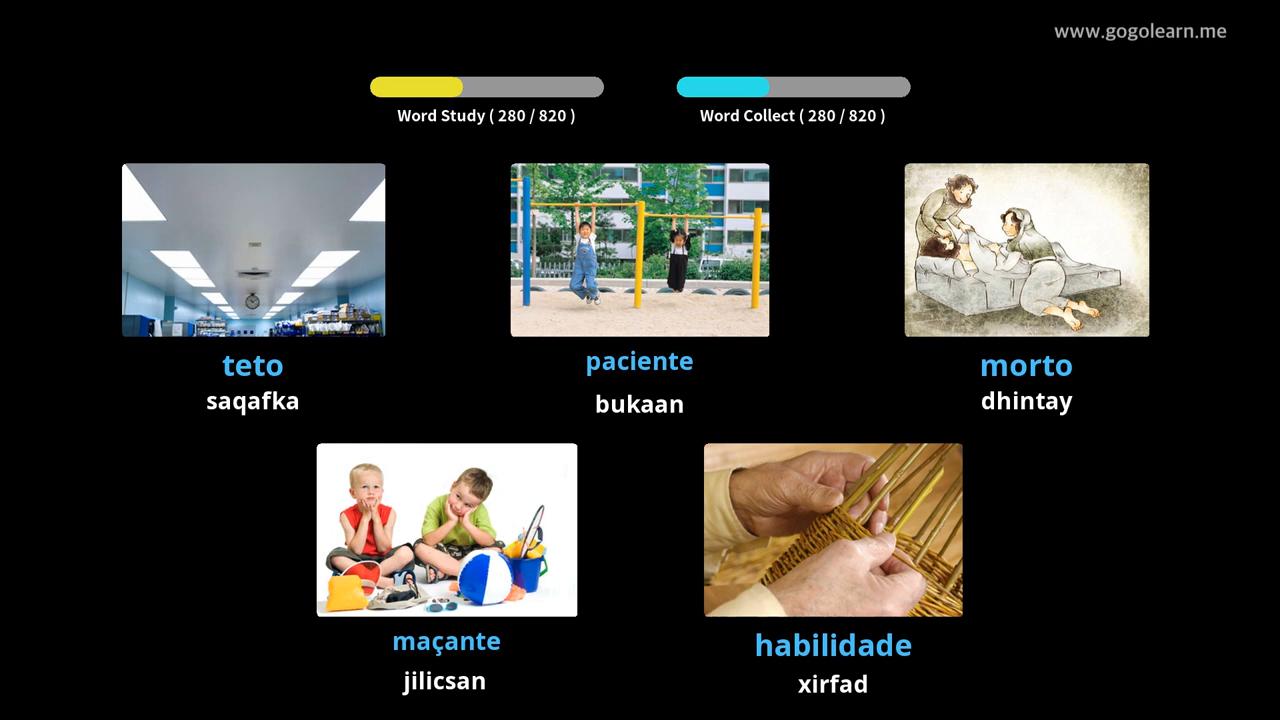 www.gogolearn.me
Word Study ( 280 / 820 )
Word Collect ( 280 / 820 )
teto
saqafka
paciente
bukaan
morto
dhintay
maçante
jilicsan
habilidade
xirfad